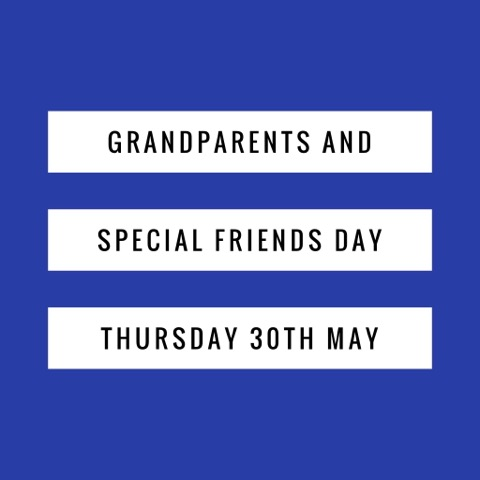 GRANDPARENTS AND
SPECIAL FRIENDS DAY
THURSDAY 30TH MAY